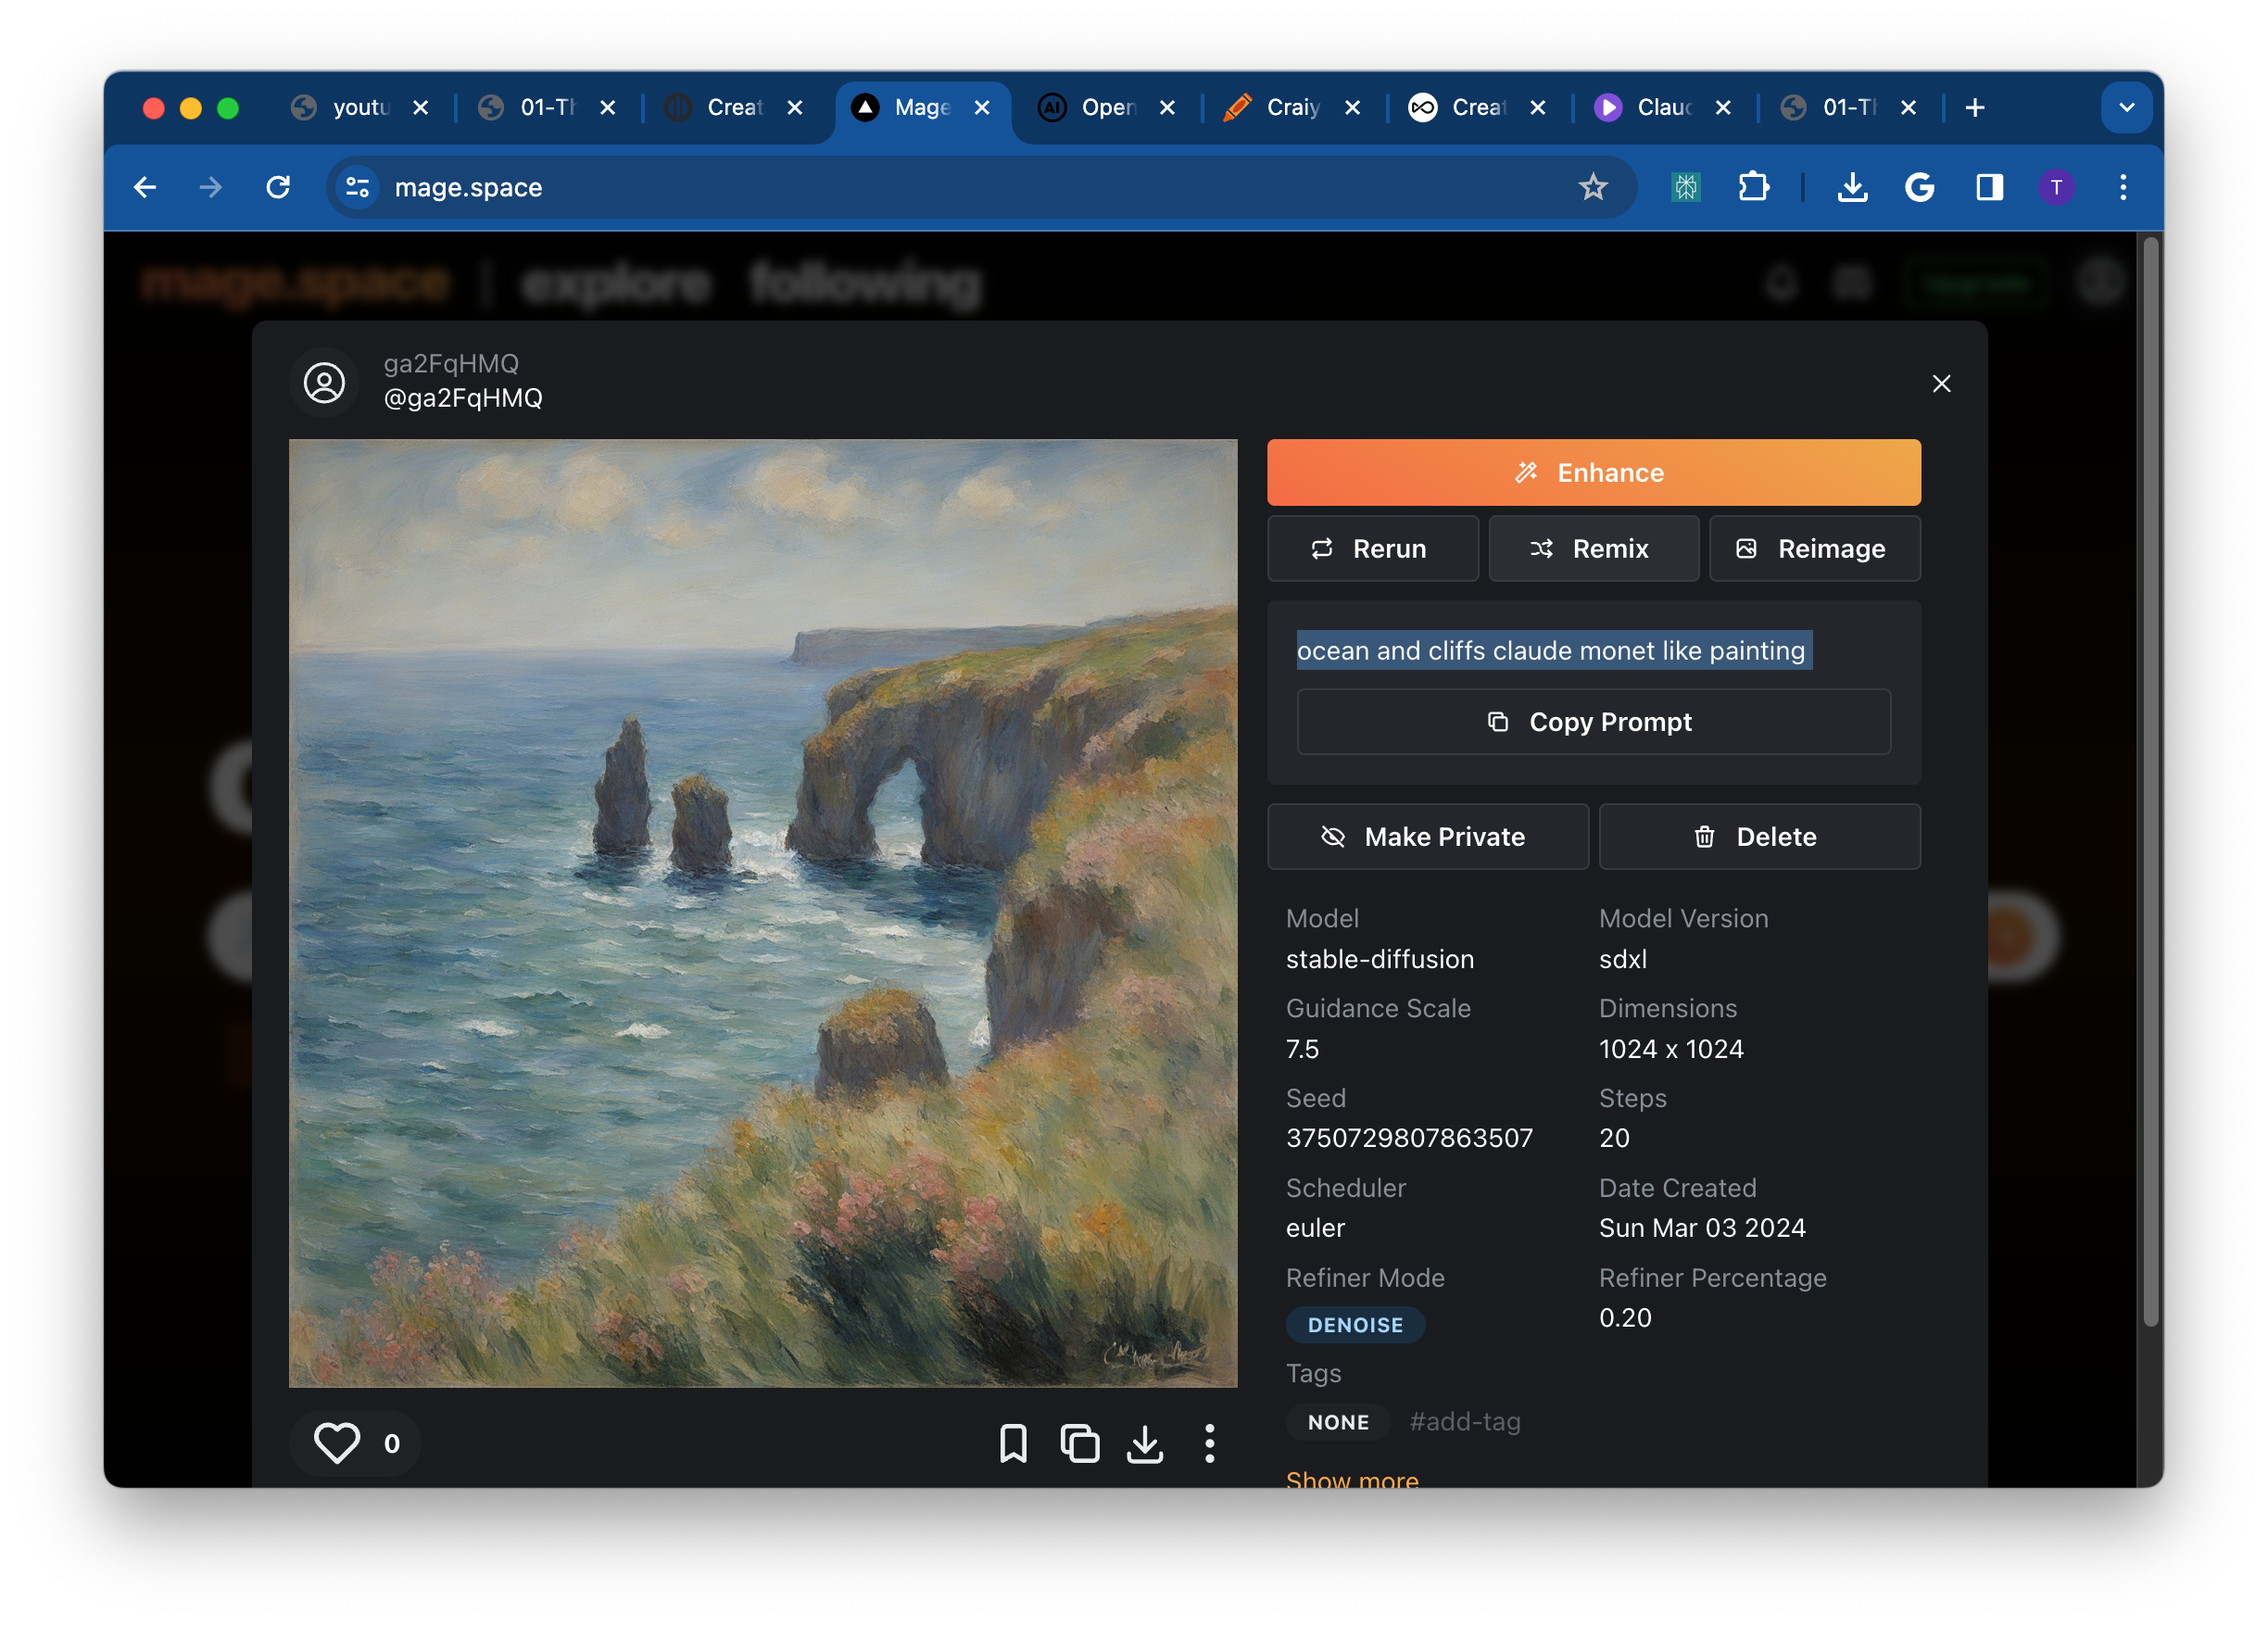 youtu
01-Th
Creat
Mage
Open
Craiy
Creat
Clauc
01-Th
mage.space
T
mage.space | explore following
Upgrade
ga2FqHMQ
@ga2FqHMQ
Enhance
Rerun Remix Reimage
ocean and cliffs claude monet like painting
Copy Prompt
Make Private Delete
Model Model Version
stable-diffusion sdxl
Guidance Scale Dimensions
7.5 1024 x 1024
Seed Steps
3750729807863507 20
Scheduler Date Created
euler Sun Mar 03 2024
Refiner Mode Refiner Percentage
DENOISE 0.20
Tags
NONE #add-tag
Show more
0